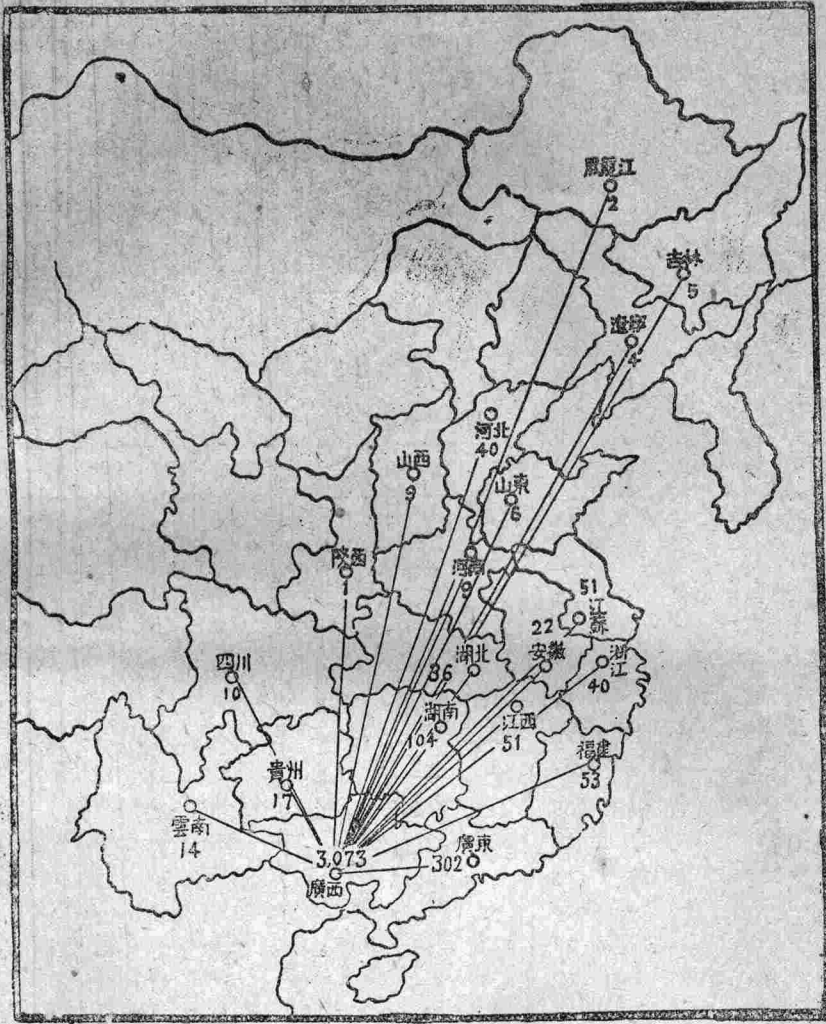 黑龍江
2
吉林
5
遼寧
4
河北
40
山西
9
山東
6
河南
9
陝西
1
51
江蘇
22
安徽
浙江
40
四川
10
36
湖北
湖南
104
江西
51
福建
53
貴州
17
雲南
14
3,073
廣西
302
廣東